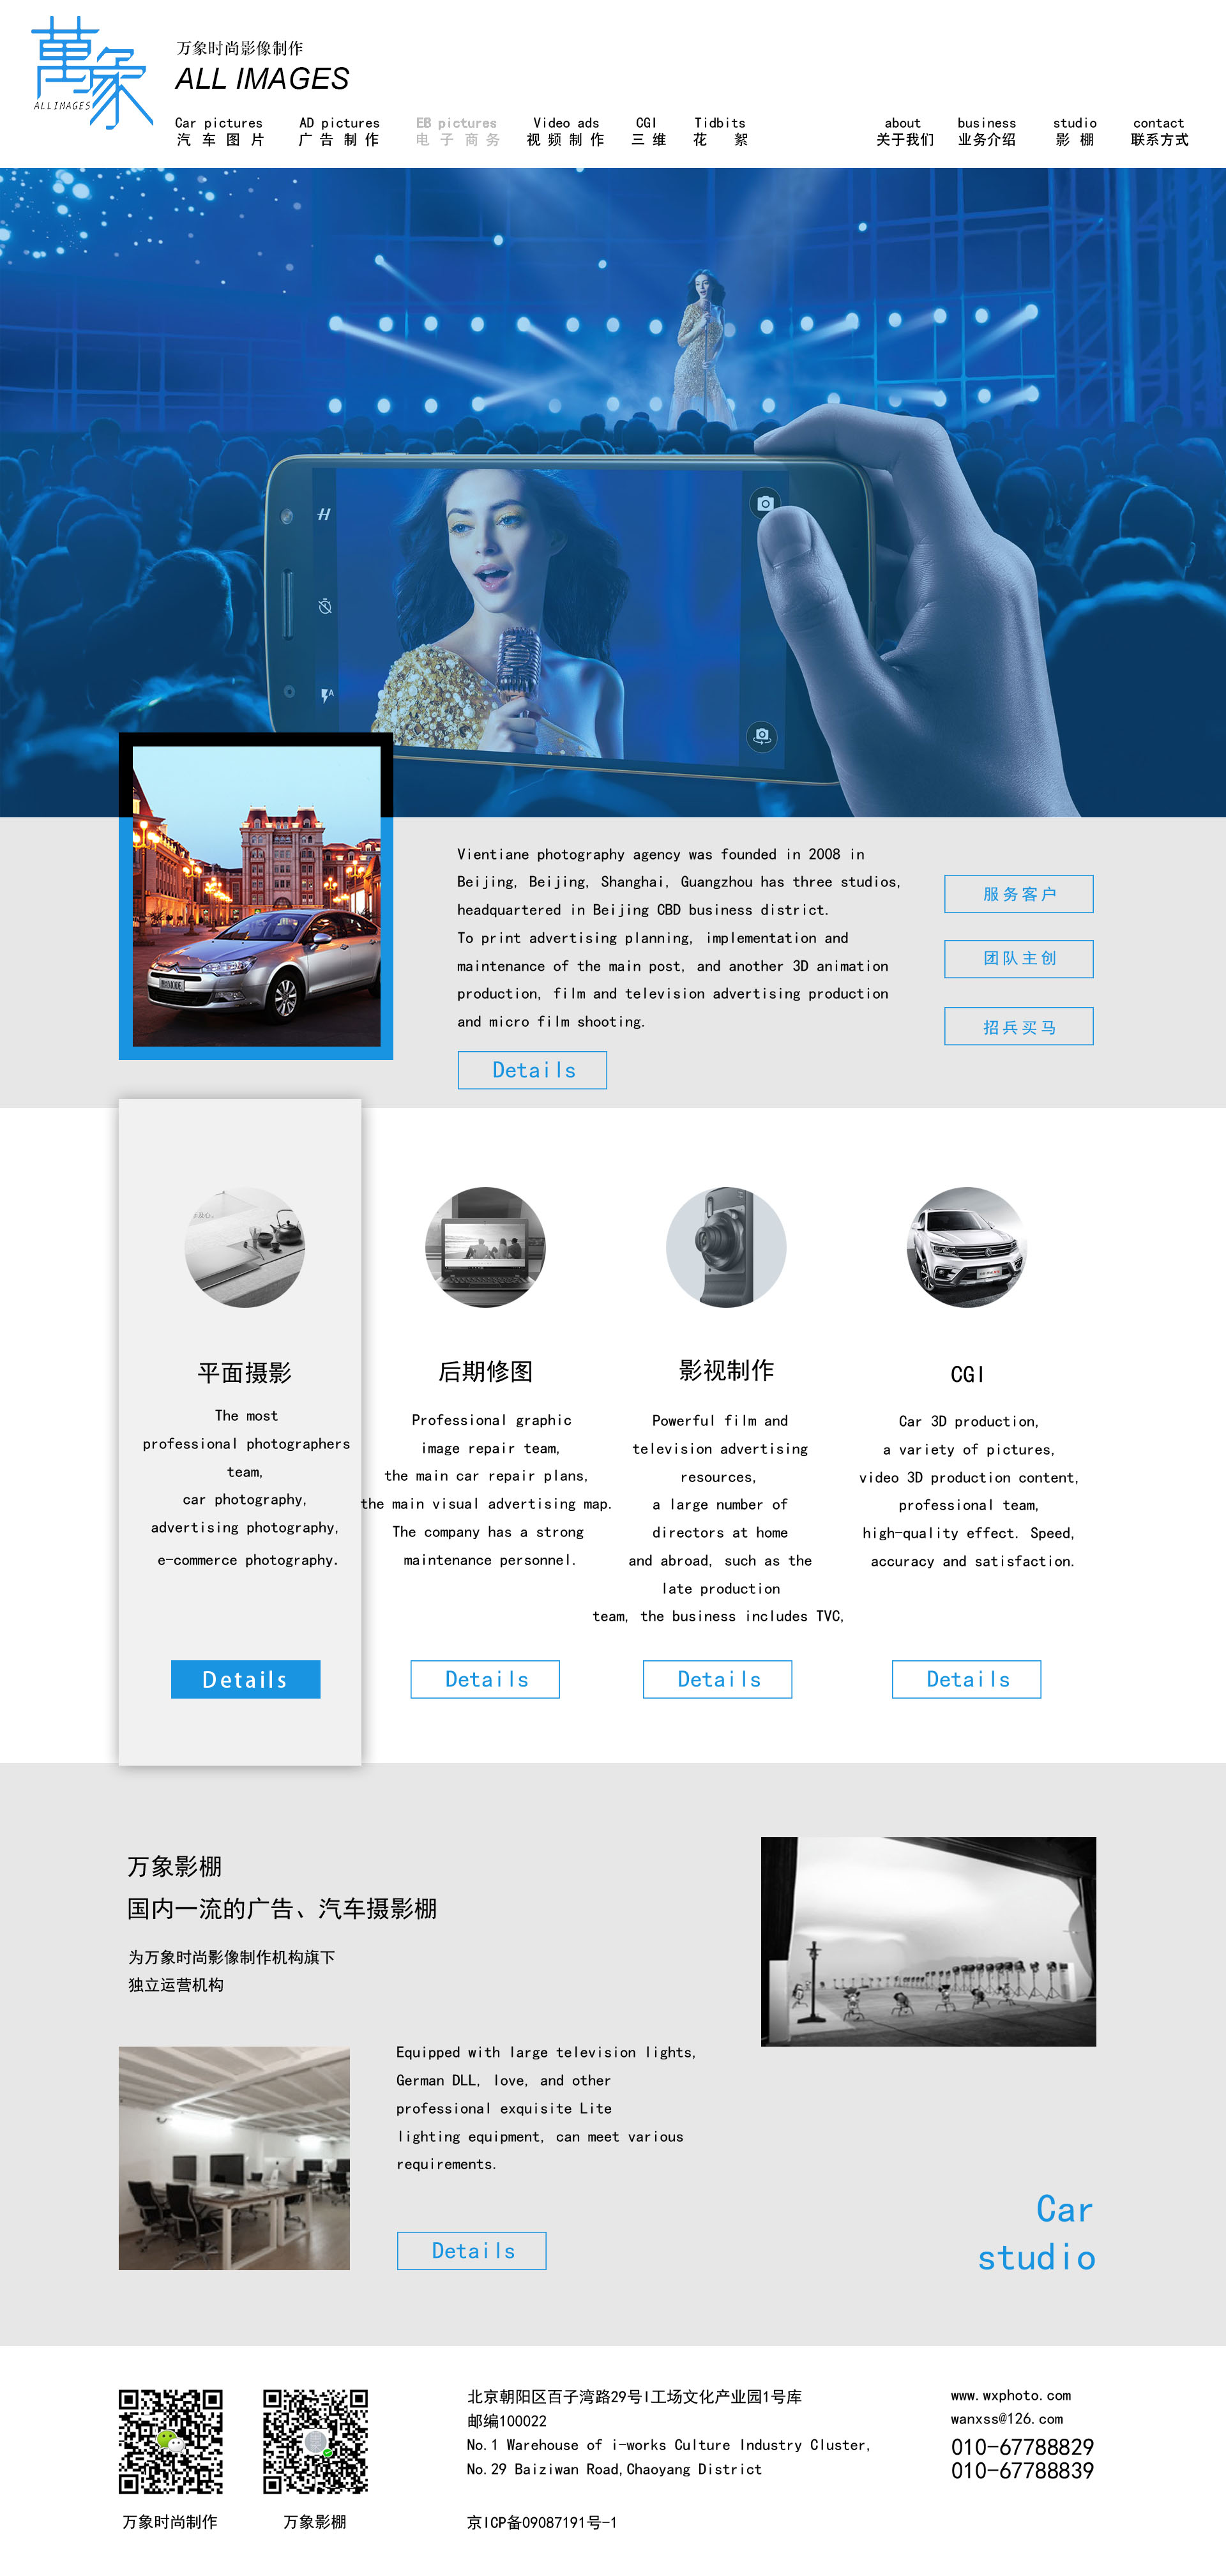 萬象
ALLIMAGES
万象时尚影像制作
ALL IMAGES
Car pictures AD pictures EB pictures Video ads CGI Tidbits about business studio contact
汽车图片 广告制作 电子商务 视频制作 三维 花絮 关于我们 业务介绍 影棚 联系方式
H
A
Vientiane photography agency was founded in 2008 in
Beijing, Beijing, Shanghai, Guangzhou has three studios,
headquartered in Beijing CBD business district.
To print advertising planning, implementation and
maintenance of the main post, and another 3D animation
production, film and television advertising production
and micro film shooting.
Details
服务客户
团队主创
招兵买马
平面摄影
The most
professional photographers
team,
car photography,
advertising photography,
e-commerce photography.
Details
后期修图
Professional graphic
image repair team,
the main car repair plans,
the main visual advertising map.
The company has a strong
maintenance personnel.
Details
影视制作
Powerful film and
television advertising
resources,
a large number of
directors at home
and abroad, such as the
late production
team, the business includes TVC,
Details
CGI
Car 3D production,
a variety of pictures,
video 3D production content,
professional team,
high-quality effect. Speed,
accuracy and satisfaction.
Details
万象影棚
国内一流的广告、汽车摄影棚
为万象时尚影像制作机构旗下
独立运营机构
Equipped with large television lights,
German DLL, love, and other
professional exquisite Lite
lighting equipment, can meet various
requirements.
Details
Car
studio
万象时尚制作
万象影棚
北京朝阳区百子湾路29号I工场文化产业园1号库
邮编100022
No.1 Warehouse of i-works Culture Industry Cluster,
No.29 Baiziwan Road,Chaoyang District
京ICP备09087191号-1
www.wxphoto.com
wanxss@126.com
010-67788829
010-67788839